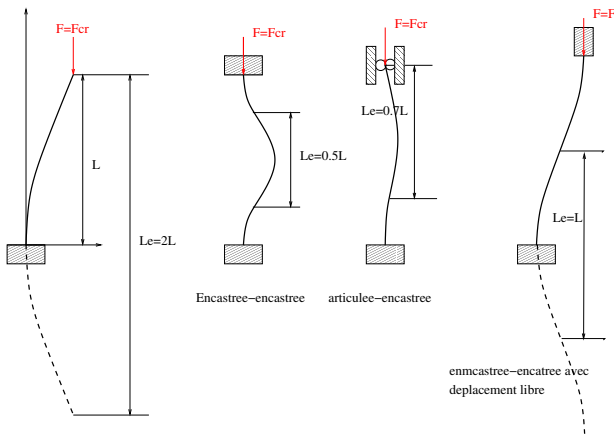 F=Fcr
F=Fcr
F=Fcr
F=F
L
Le=2L
Le=0.5L
Le=0.7L
Le=L
Encastree−encastree
articulee−encastree
enmcastree−encatree avec
deplacement libre